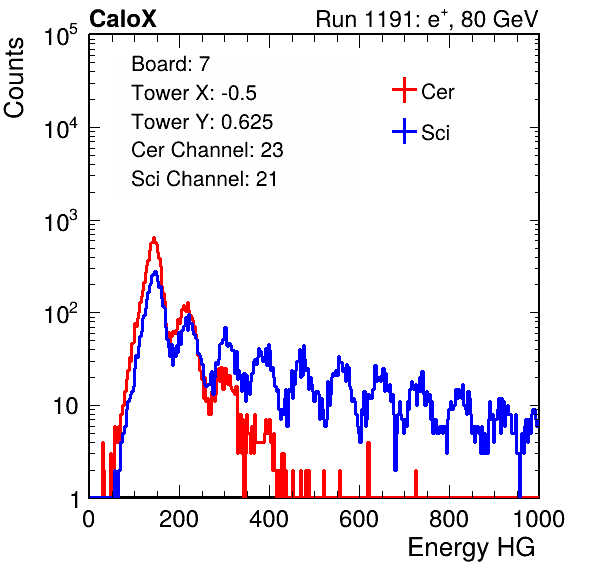 CaloX Run 1191: e⁺, 80 GeV
Counts
Board: 7
Tower X: -0.5
Tower Y: 0.625
Cer Channel: 23
Sci Channel: 21
Cer
Sci
10⁵
10⁴
10³
10²
10
1
0 200 400 600 800 1000
Energy HG